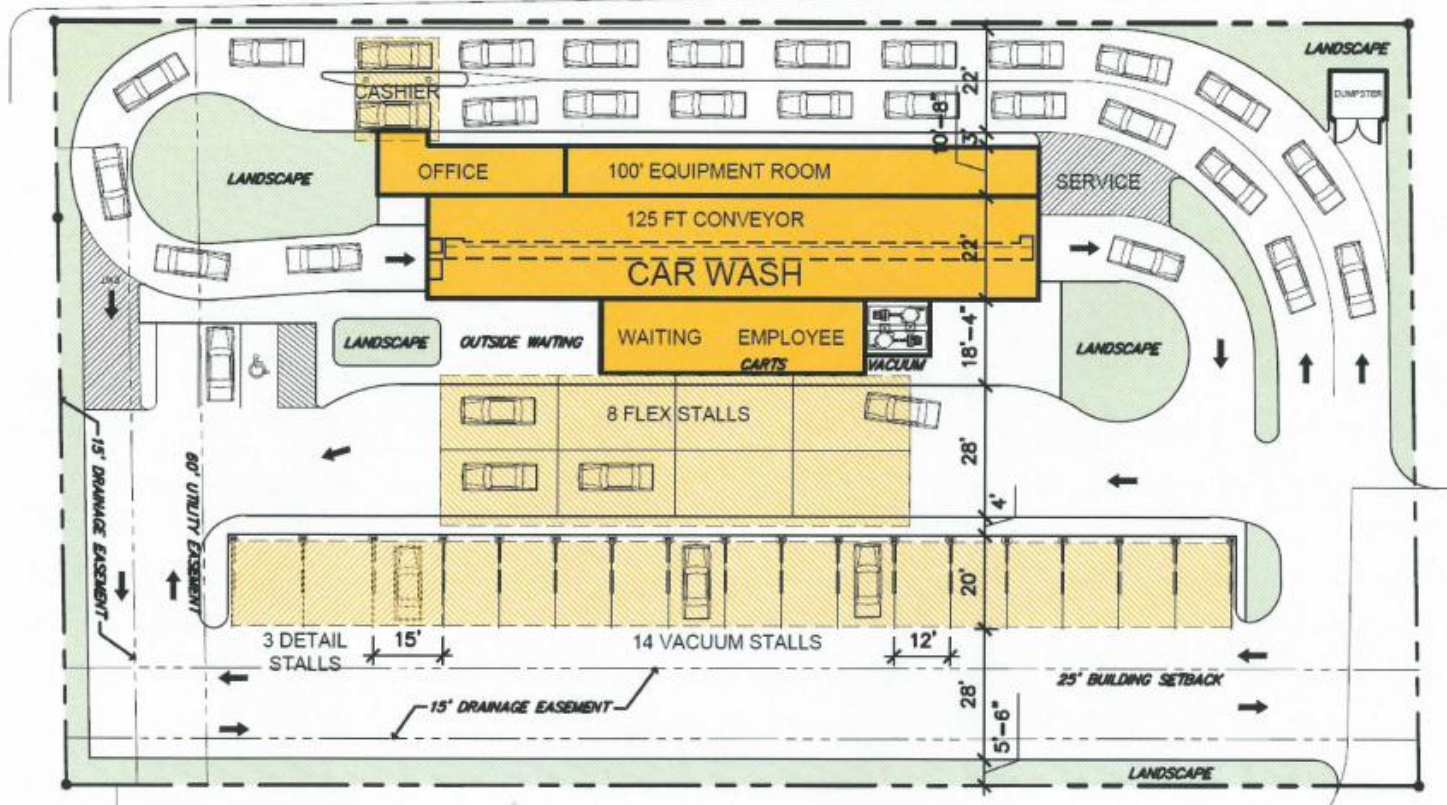 LANDSCAPE
22'
DUMPSTER
CASHIER
10'-8"
3'
OFFICE
100' EQUIPMENT ROOM
SERVICE
LANDSCAPE
125 FT CONVEYOR
22'
CAR WASH
EXIT
LANDSCAPE
OUTSIDE WAITING
WAITING
EMPLOYEE
CARTS
VACUUM
18'-4"
LANDSCAPE
8 FLEX STALLS
28'
15' DRAINAGE EASEMENT
60' UTILITY EASEMENT
4'
20'
3 DETAIL
STALLS
15'
14 VACUUM STALLS
12'
28'
25' BUILDING SETBACK
15' DRAINAGE EASEMENT
5'-6"
LANDSCAPE